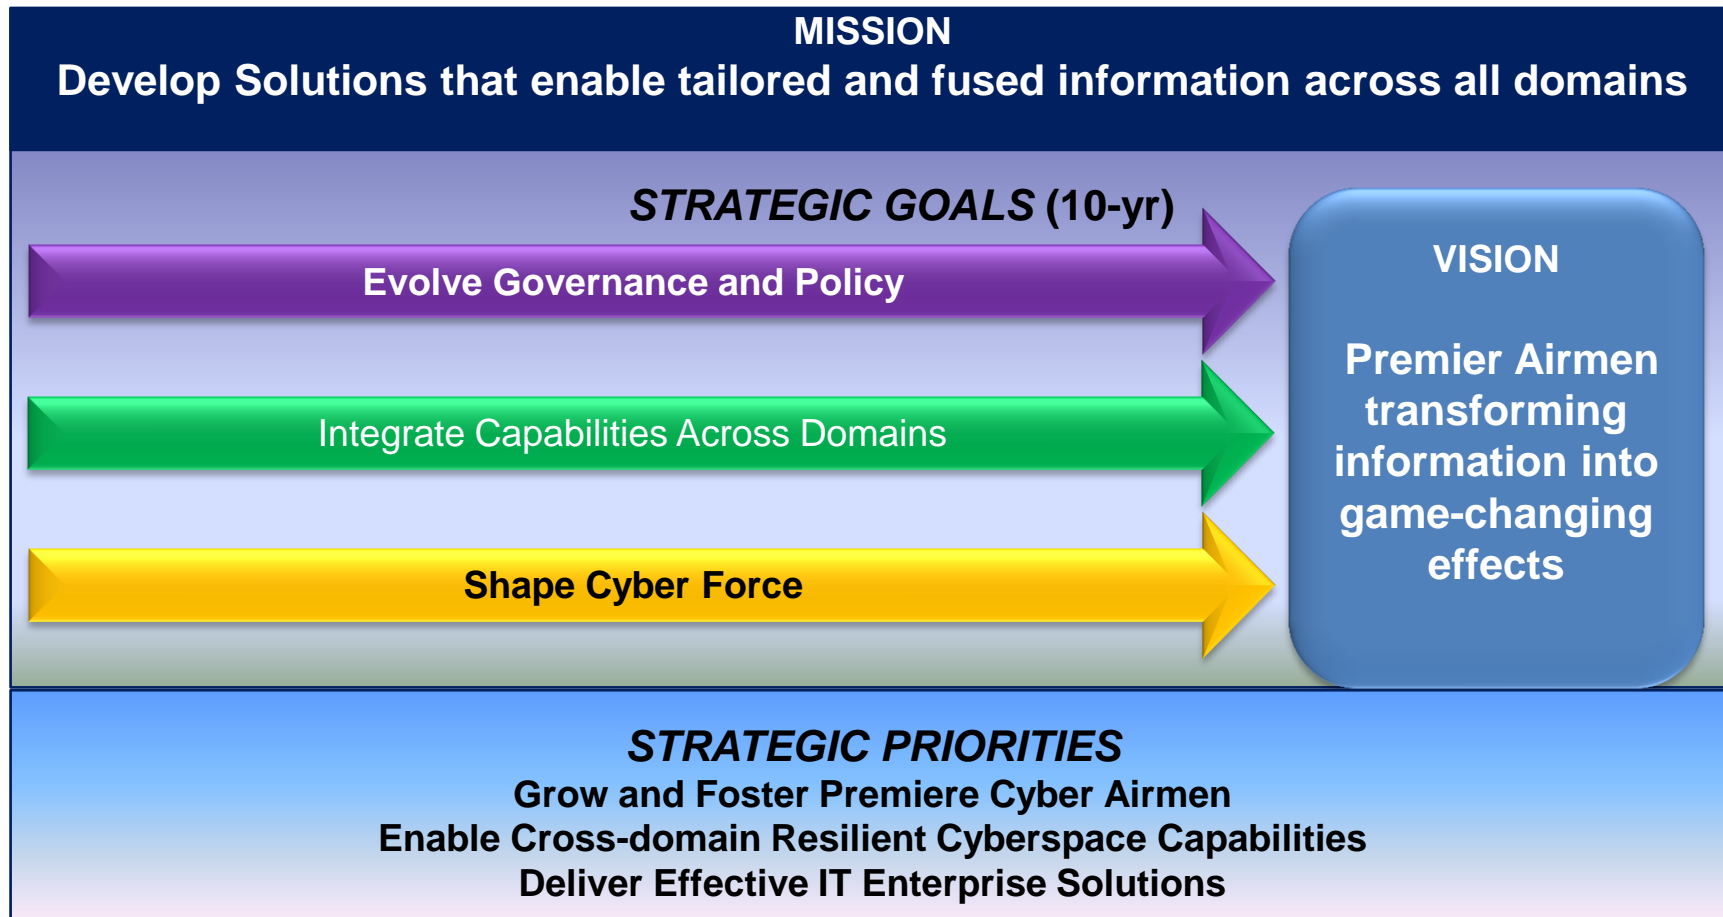 MISSION
Develop Solutions that enable tailored and fused information across all domains
STRATEGIC GOALS (10-yr)
Evolve Governance and Policy
Integrate Capabilities Across Domains
Shape Cyber Force
VISION
Premier Airmen
transforming
information into
game-changing
effects
STRATEGIC PRIORITIES
Grow and Foster Premiere Cyber Airmen
Enable Cross-domain Resilient Cyberspace Capabilities
Deliver Effective IT Enterprise Solutions